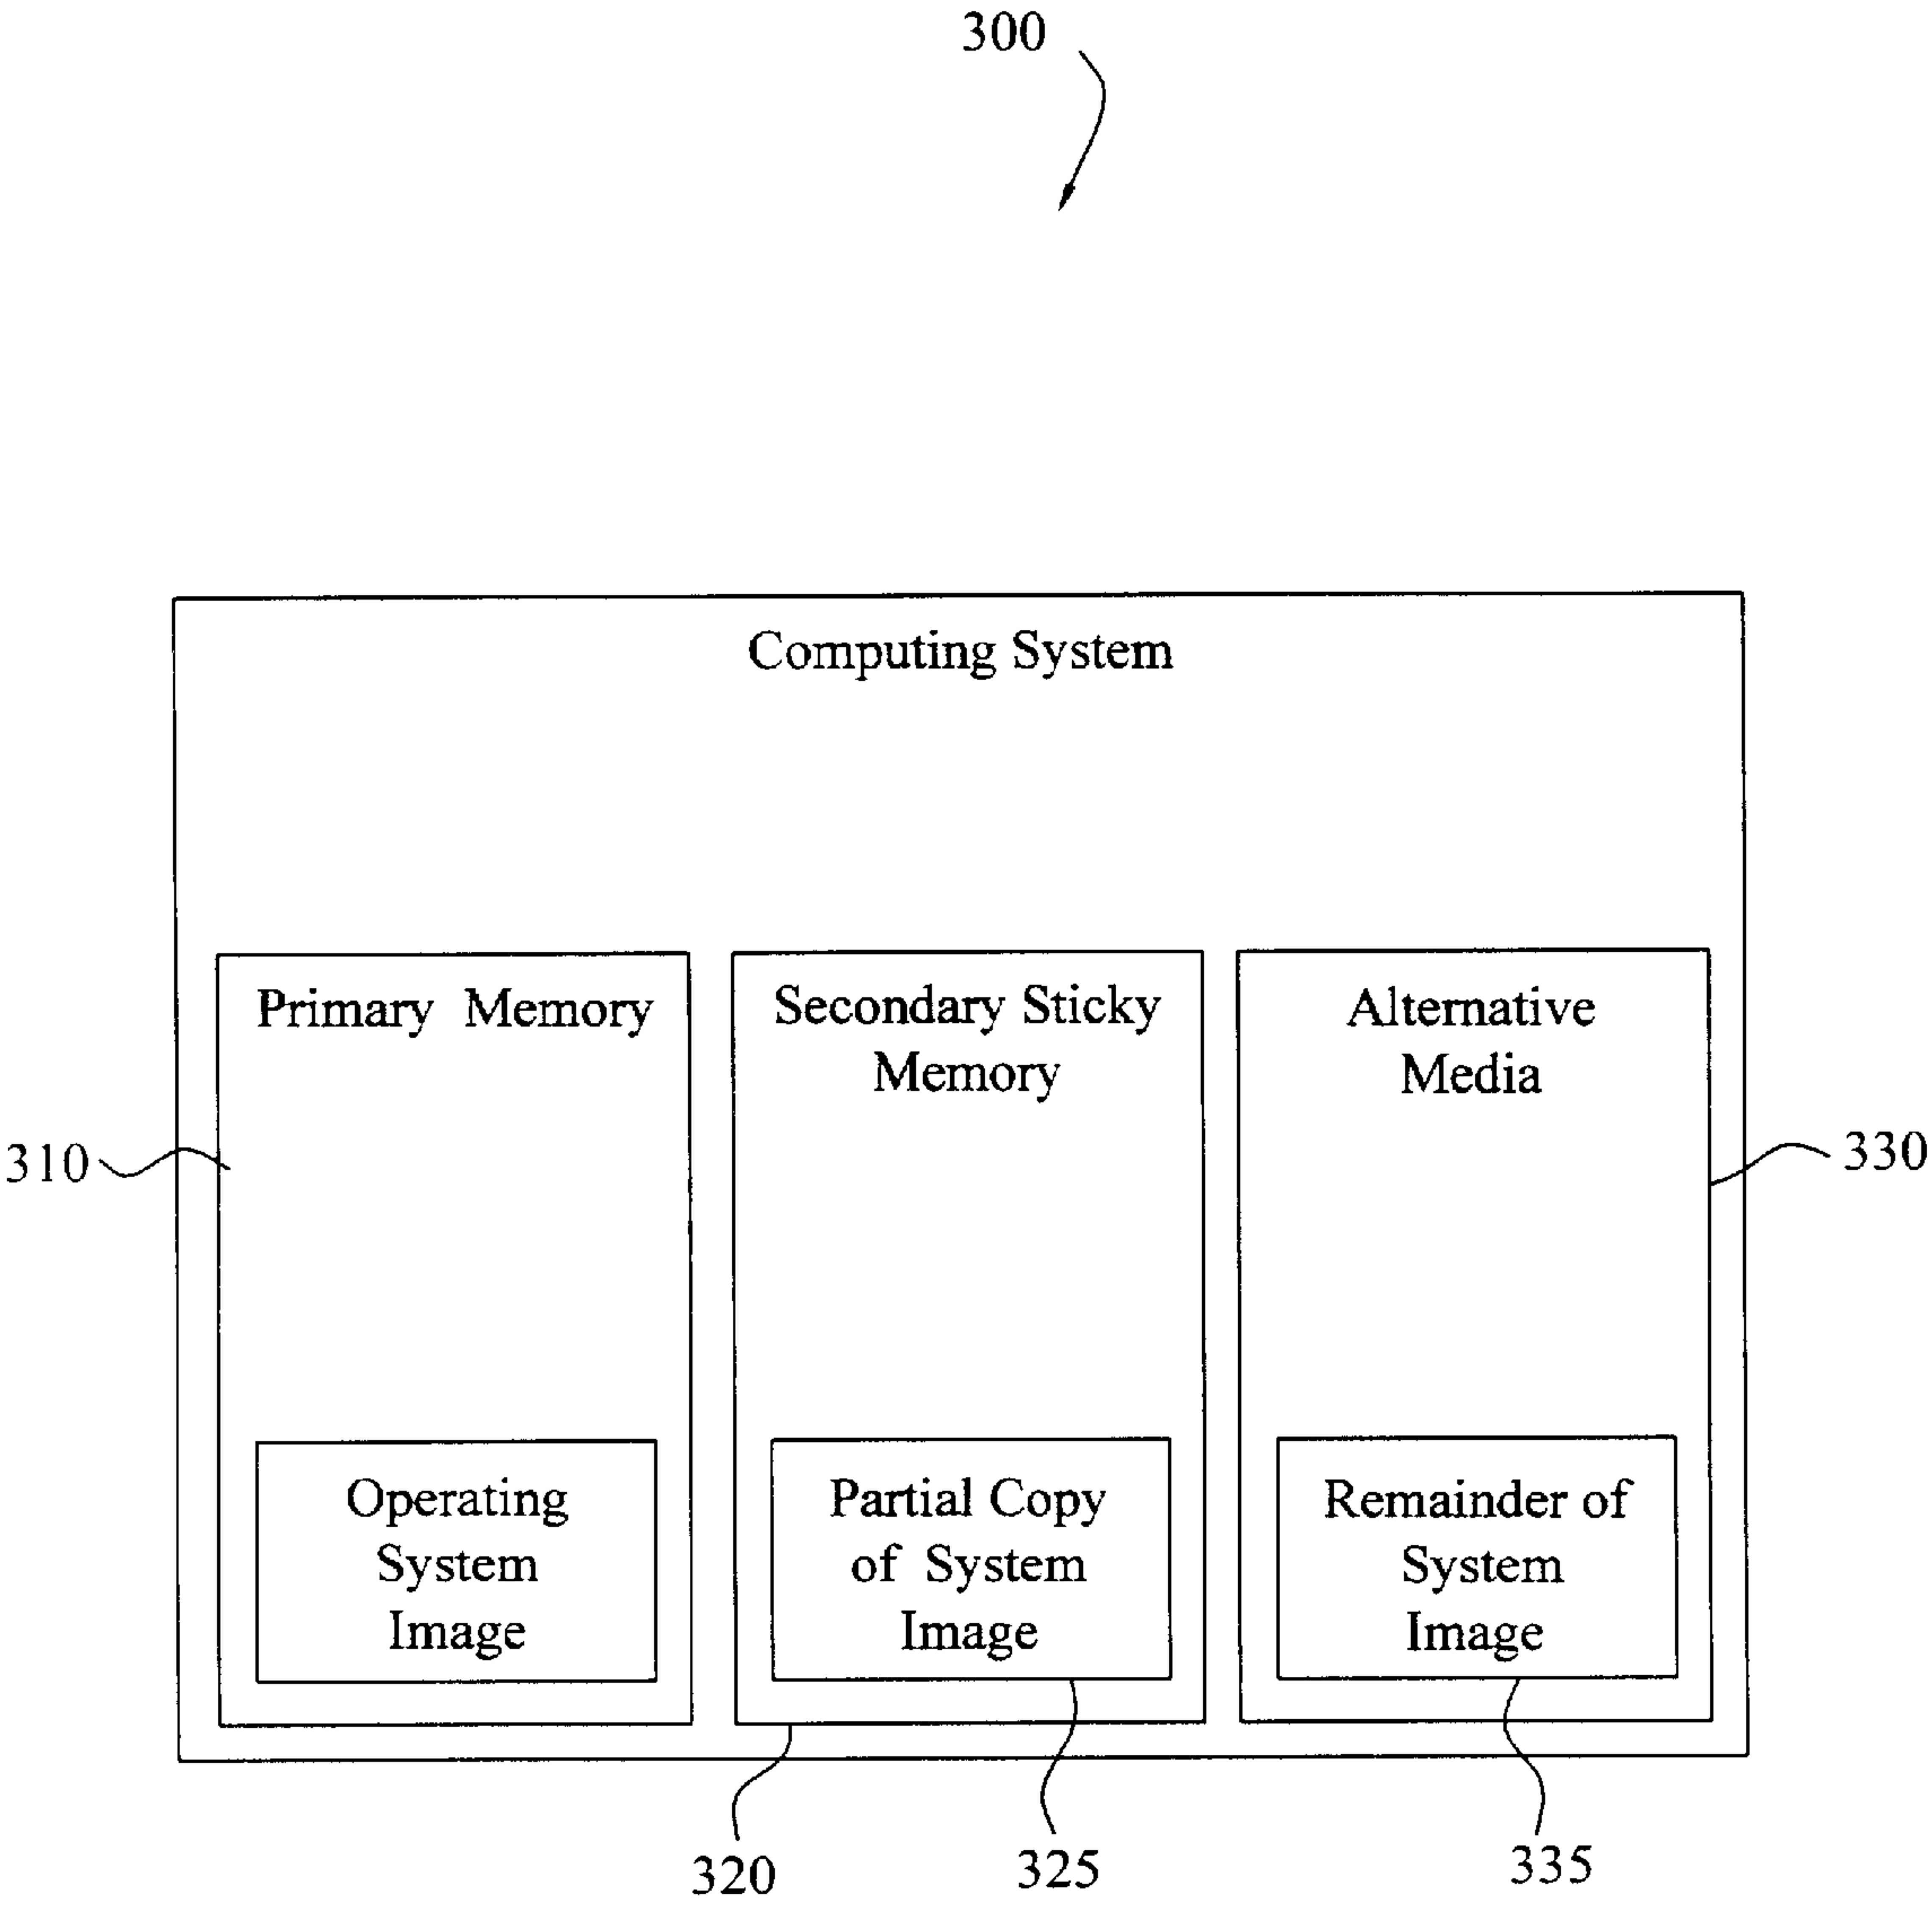 300
Computing System
Primary Memory
Operating
System
Image
Secondary Sticky
Memory
Partial Copy
of System
Image
Alternative
Media
Remainder of
System
Image
310
330
320
325
335